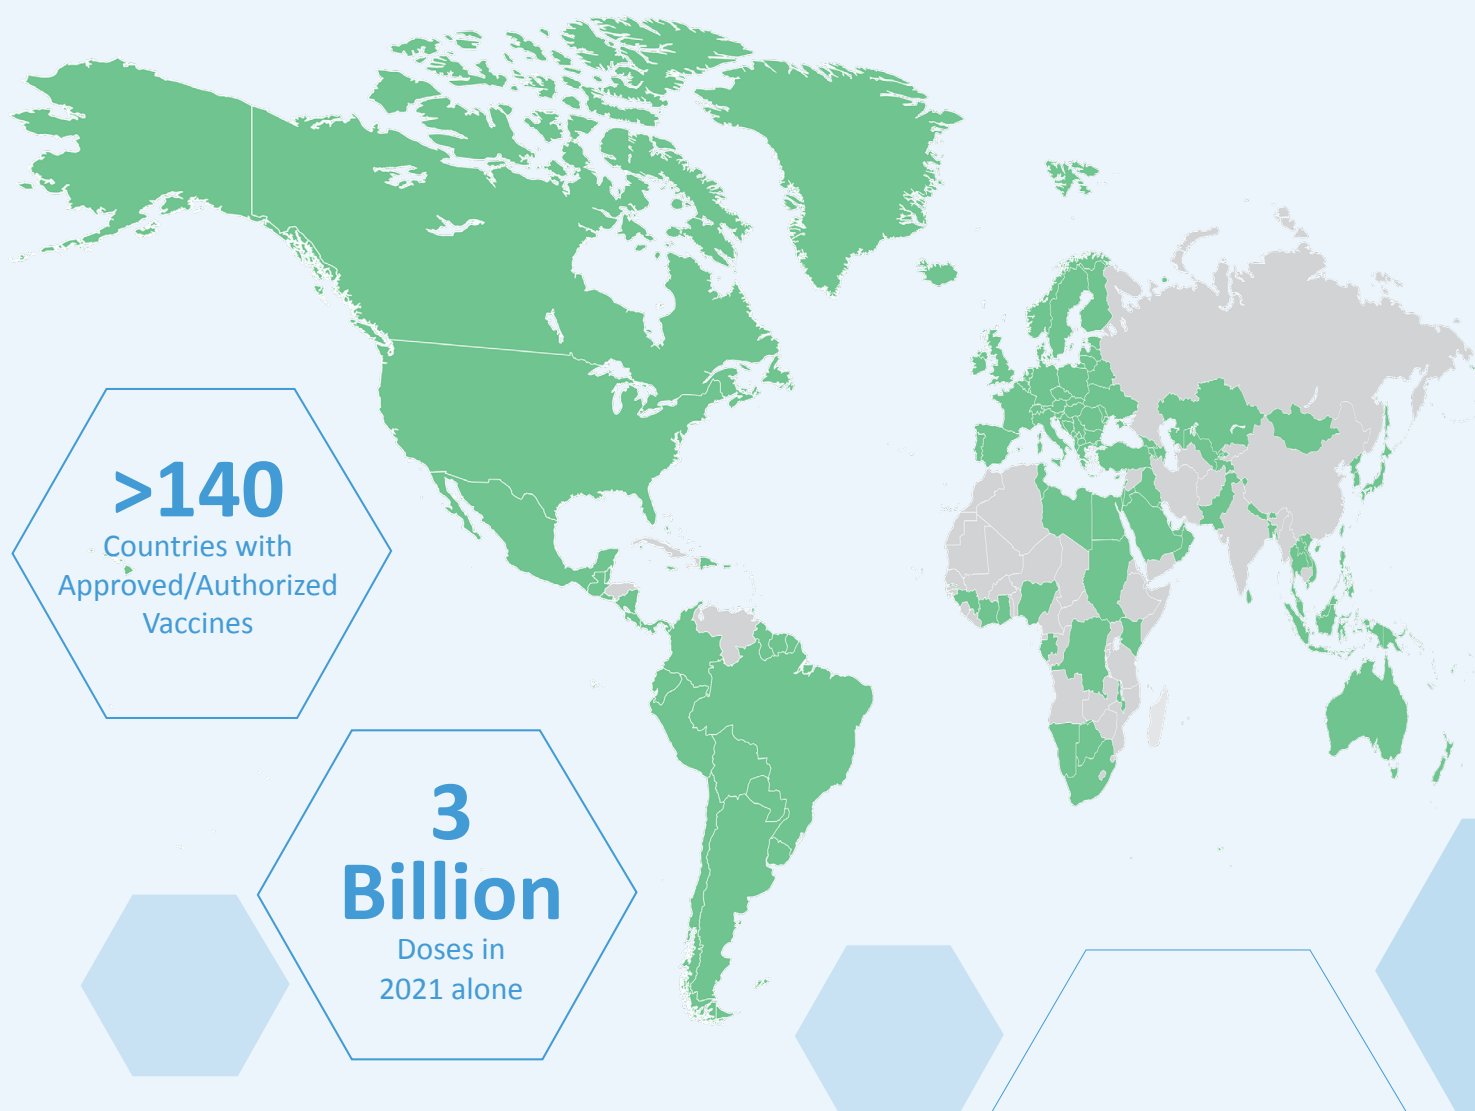 >140
Countries with
Approved/Authorized
Vaccines
3
Billion
Doses in
2021 alone